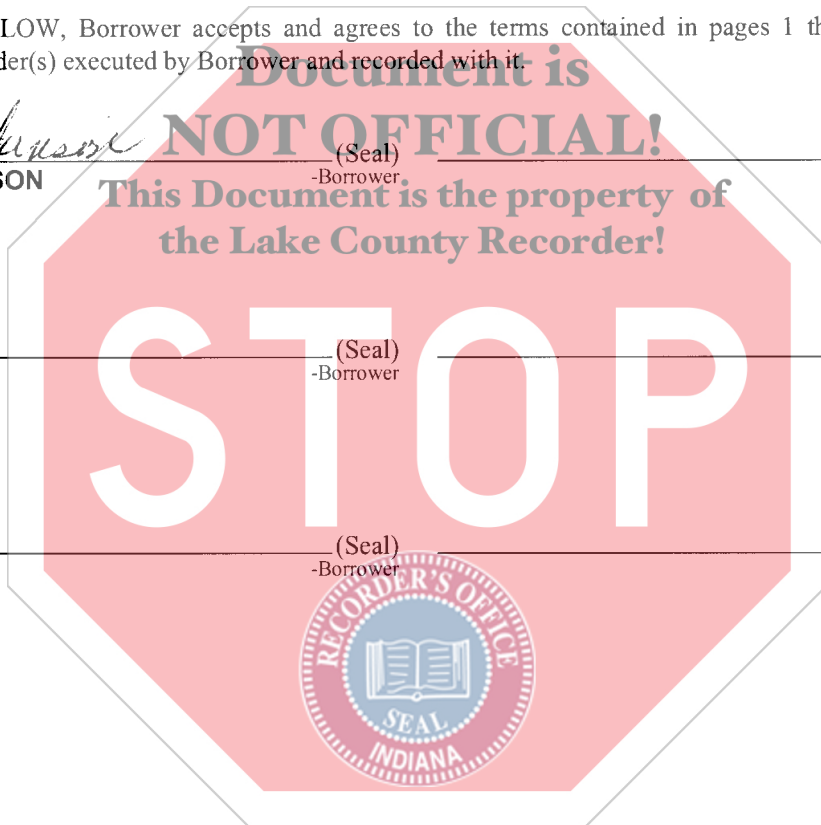 LOW, Borrower accepts and agrees to the terms contained in pages 1 th
der(s) executed by Borrower and recorded with it.
Document is
NOT OFFICIAL!
(Seal)
SON
-Borrower
This Document is the property of
the Lake County Recorder!
STOP
(Seal)
-Borrower
(Seal)
-Borrower
RECORDER'S OFFICE
SEAL
INDIANA